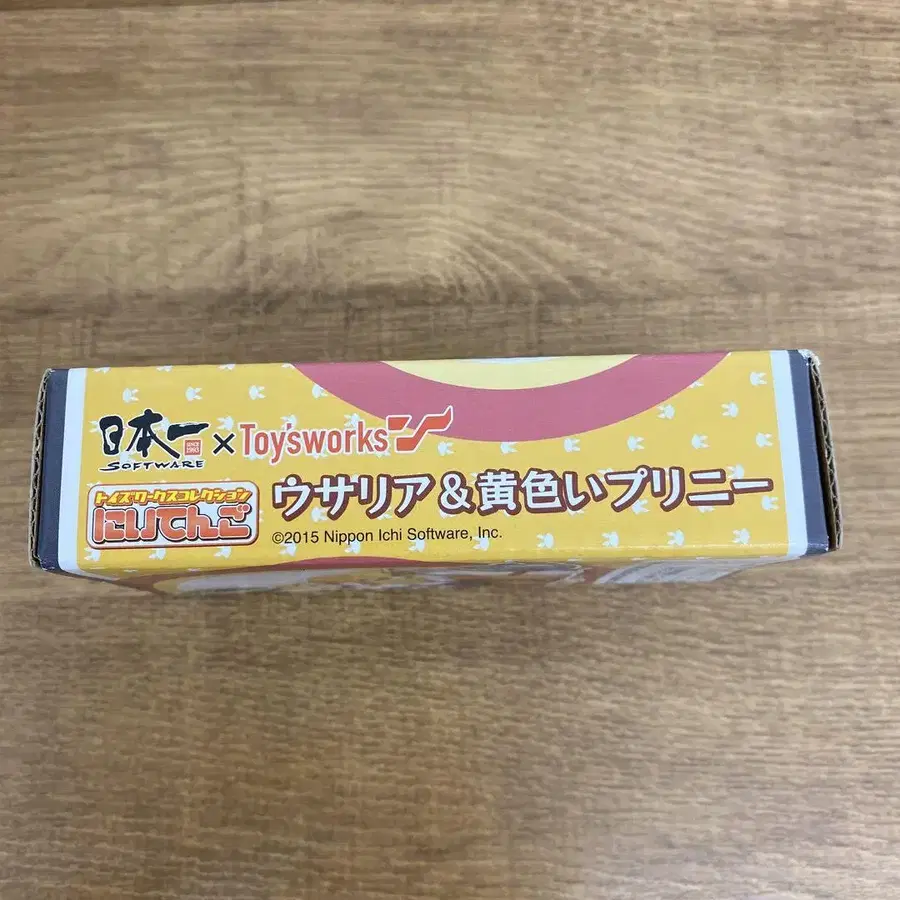 日本一 SINCE 1993 × Toy'sworks
SOFTWARE
トイズワークスコレクション
にいてんご ウサリア&黄色いプリニー
©2015 Nippon Ichi Software, Inc.